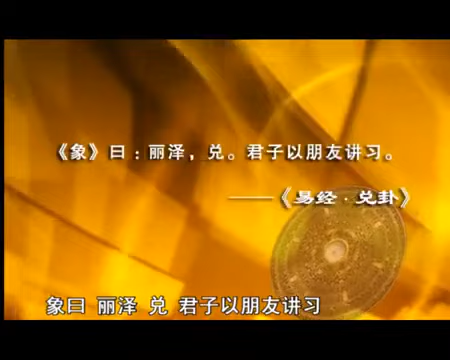 《象》曰：丽泽，兑。君子以朋友讲习。
——《易经·兑卦》
象曰 丽泽 兑 君子以朋友讲习